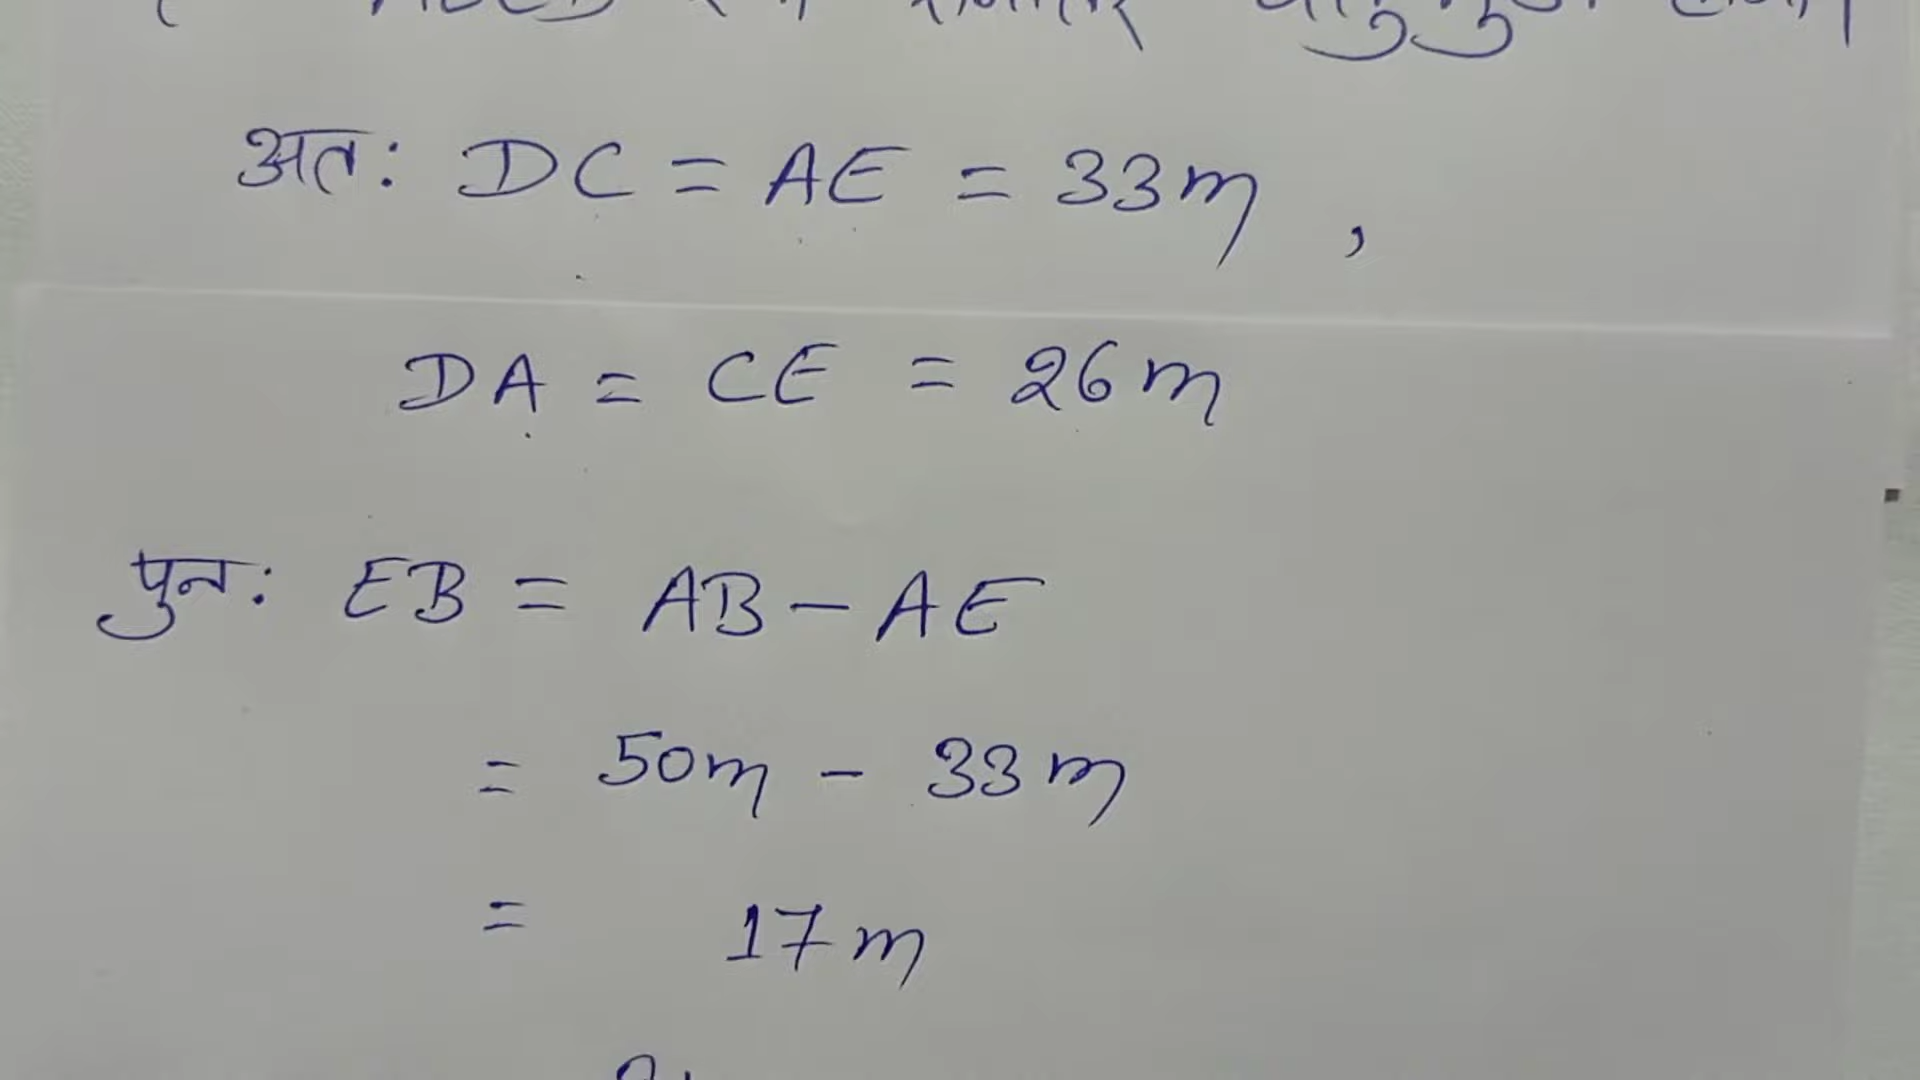 अतः DC = AE = 33m ,
DA = CE = 26m
पुनः EB = AB - AE
= 50m - 33m
= 17m